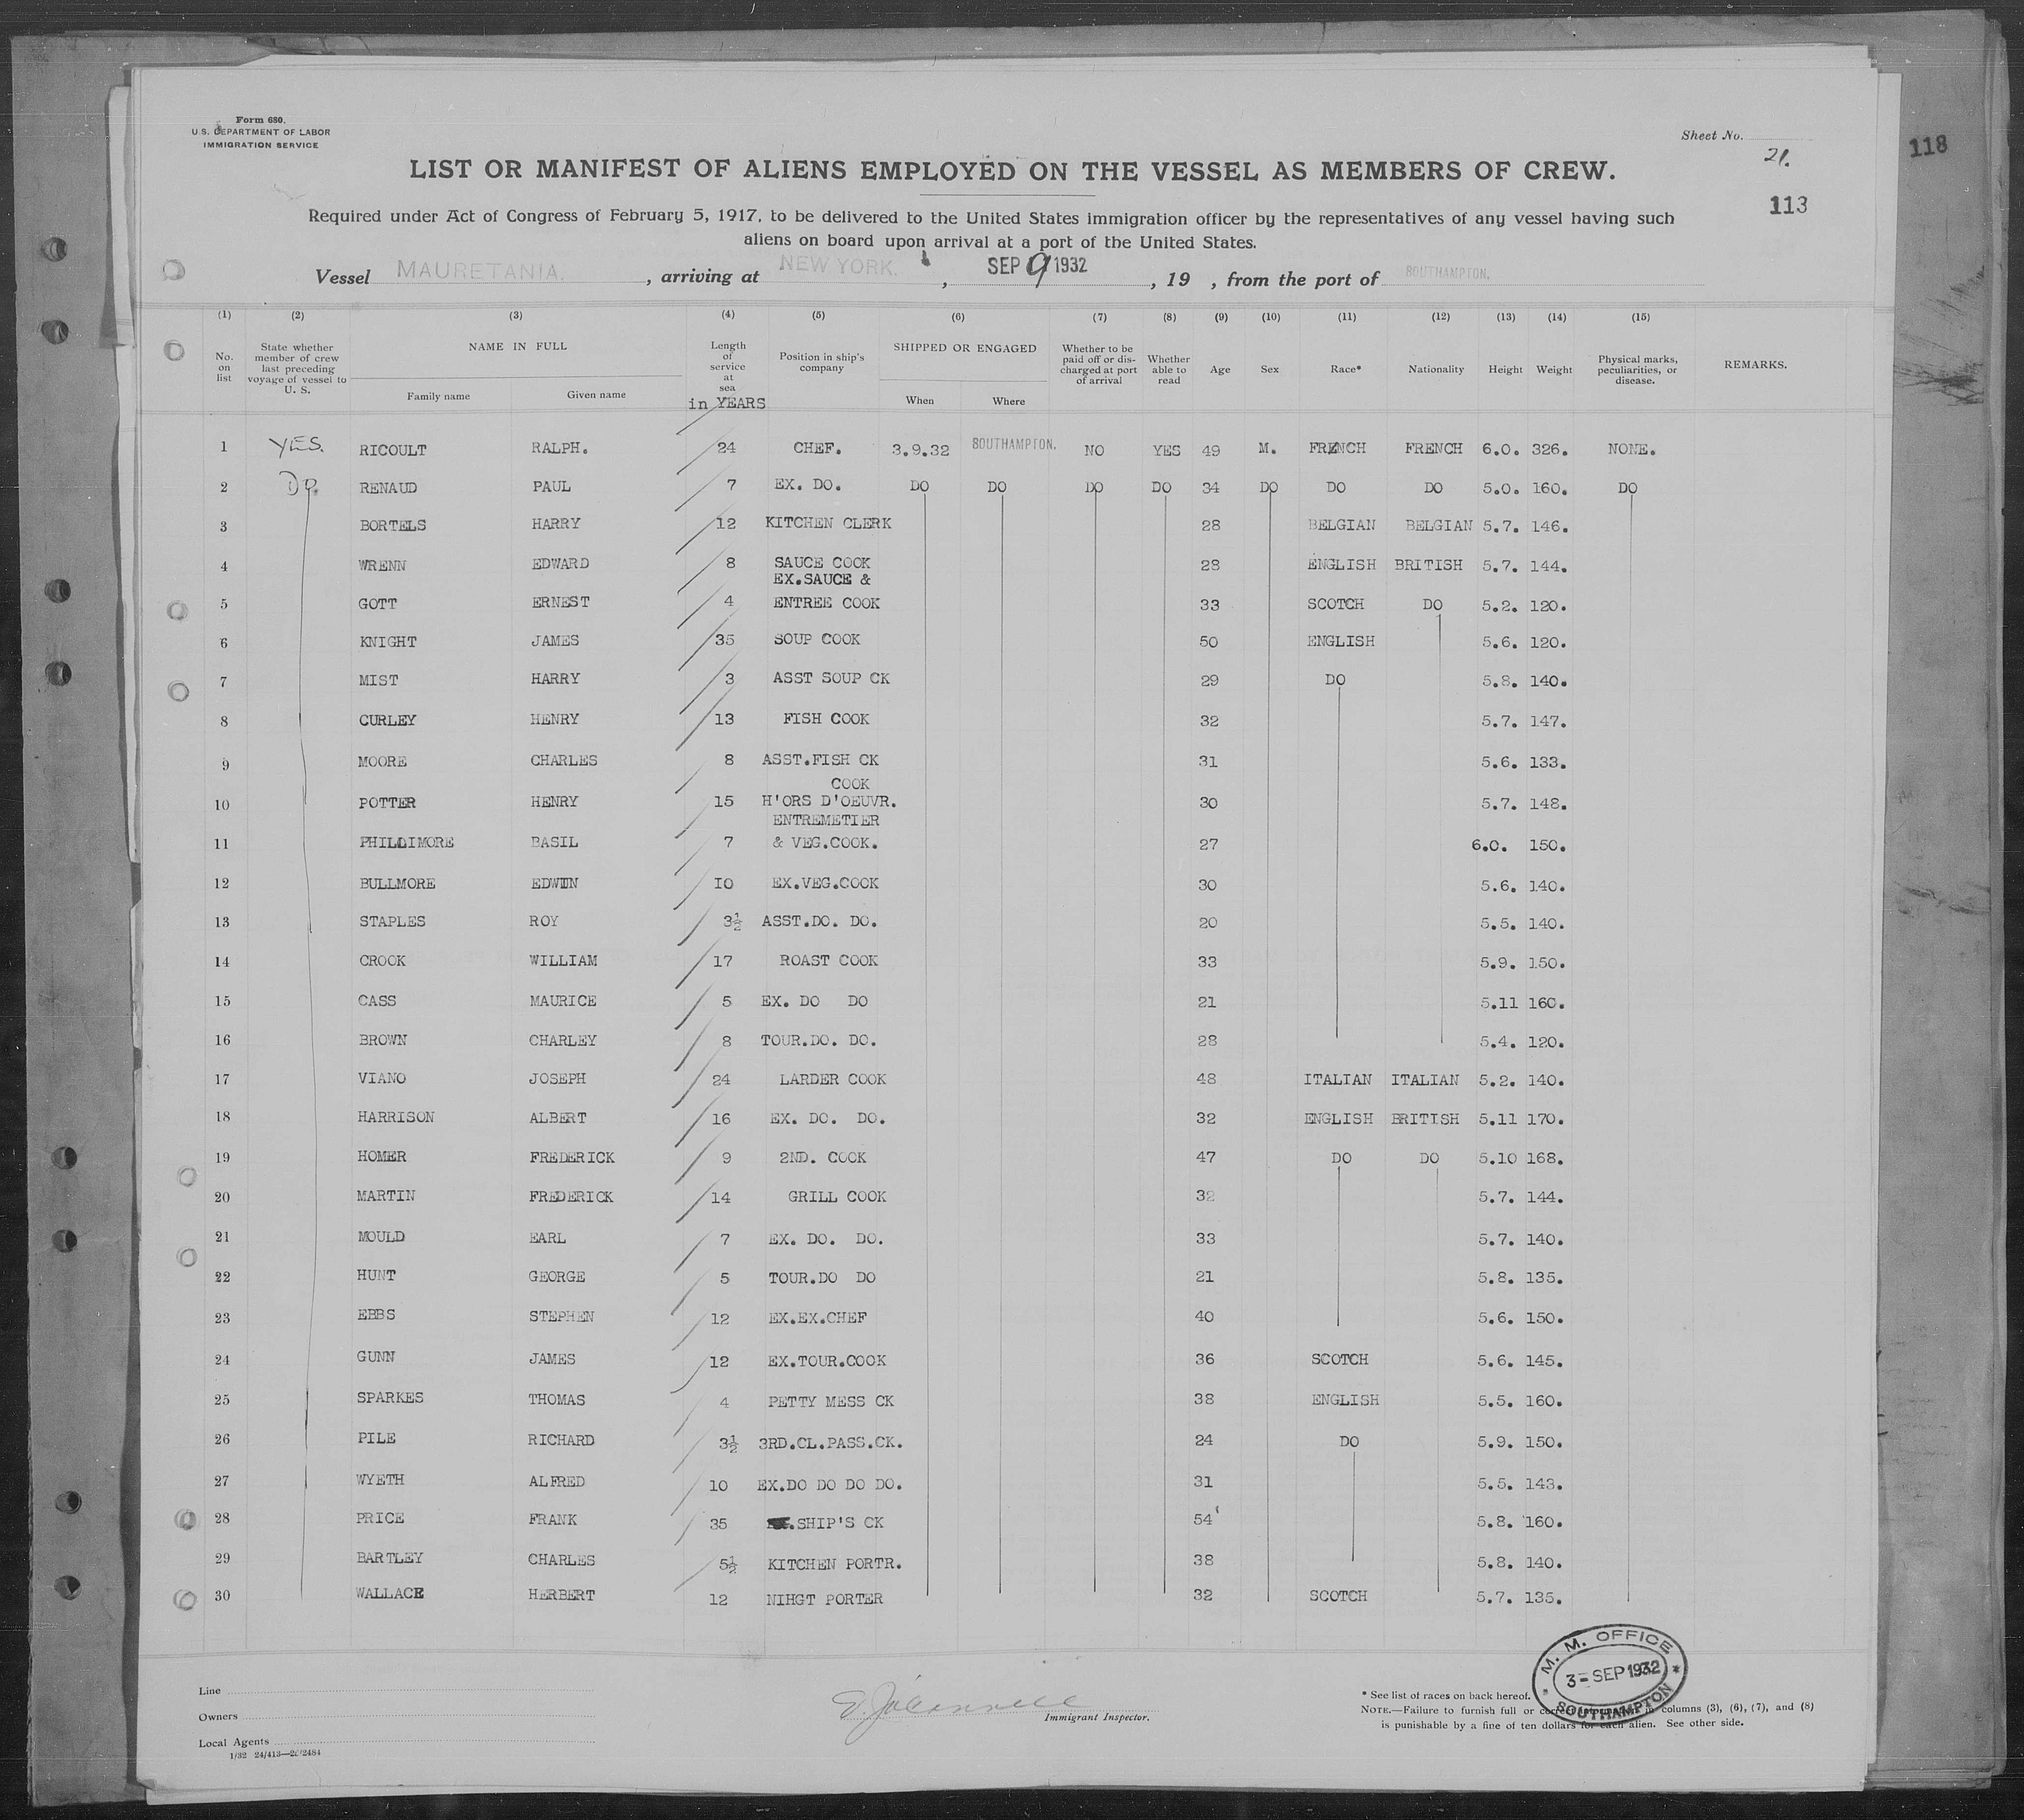 Form 680.
U.S. DEPARTMENT OF LABOR
IMMIGRATION SERVICE
Sheet No.
21.
118
LIST OR MANIFEST OF ALIENS EMPLOYED ON THE VESSEL AS MEMBERS OF CREW.
113
Required under Act of Congress of February 5, 1917, to be delivered to the United States immigration officer by the representatives of any vessel having such
aliens on board upon arrival at a port of the United States.
Vessel MAURETANIA. , arriving at NEW YORK. , SEP 9 1932 , 19 , from the port of SOUTHAMPTON.
(1) (2) (3) (4) (5) (6) (7) (8) (9) (10) (11) (12) (13) (14) (15)
No. on list State whether member of crew last preceding voyage of vessel to U. S. NAME IN FULL Family name Given name Length of service at sea in YEARS Position in ship's company SHIPPED OR ENGAGED When Where Whether to be paid off or discharged at port of arrival Whether able to read Age Sex Race* Nationality Height Weight Physical marks, peculiarities, or disease. REMARKS.
1 YES. RICOULT RALPH. 24 CHEF. 3.9.32 SOUTHAMPTON. NO YES 49 M. FRENCH FRENCH 6.0. 326. NONE.
2 DO. RENAUD PAUL 7 EX. DO. DO DO DO DO 34 DO DO DO 5.0. 160. DO
3 BORTELS HARRY 12 KITCHEN CLERK 28 BELGIAN BELGIAN 5.7. 146.
4 WRENN EDWARD 8 SAUCE COOK 28 ENGLISH BRITISH 5.7. 144.
EX.SAUCE &
5 GOTT ERNEST 4 ENTREE COOK 33 SCOTCH DO 5.2. 120.
6 KNIGHT JAMES 35 SOUP COOK 50 ENGLISH 5.6. 120.
7 MIST HARRY 3 ASST SOUP CK 29 DO 5.8. 140.
8 CURLEY HENRY 13 FISH COOK 32 5.7. 147.
9 MOORE CHARLES 8 ASST.FISH CK 31 5.6. 133.
COOK
10 POTTER HENRY 15 H'ORS D'OEUVR. 30 5.7. 148.
ENTREMETIER
11 PHILLIMORE BASIL 7 & VEG.COOK. 27 6.0. 150.
12 BULLMORE EDWIN IO EX.VEG.COOK 30 5.6. 140.
13 STAPLES ROY 3½ ASST.DO. DO. 20 5.5. 140.
14 CROOK WILLIAM 17 ROAST COOK 33 5.9. 150.
15 CASS MAURICE 5 EX. DO DO 21 5.11 160.
16 BROWN CHARLEY 8 TOUR.DO. DO. 28 5.4. 120.
17 VIANO JOSEPH 24 LARDER COOK 48 ITALIAN ITALIAN 5.2. 140.
18 HARRISON ALBERT 16 EX. DO. DO. 32 ENGLISH BRITISH 5.11 170.
19 HOMER FREDERICK 9 2ND. COOK 47 DO DO 5.10 168.
20 MARTIN FREDERICK 14 GRILL COOK 32 5.7. 144.
21 MOULD EARL 7 EX. DO. DO. 33 5.7. 140.
22 HUNT GEORGE 5 TOUR.DO DO 21 5.8. 135.
23 EBBS STEPHEN 12 EX.EX.CHEF 40 5.6. 150.
24 GUNN JAMES 12 EX.TOUR.COOK 36 SCOTCH 5.6. 145.
25 SPARKES THOMAS 4 PETTY MESS CK 38 ENGLISH 5.5. 160.
26 PILE RICHARD 3½ 3RD.CL.PASS.CK. 24 DO 5.9. 150.
27 WYETH ALFRED 10 EX.DO DO DO DO. 31 5.5. 143.
28 PRICE FRANK 35 .SHIP'S CK 54 5.8. 160.
29 BARTLEY CHARLES 5½ KITCHEN PORTR. 38 5.8. 140.
30 WALLACE HERBERT 12 NIHGT PORTER 32 SCOTCH 5.7. 135.
M. M. OFFICE
3-SEP 1932
SOUTHAMPTON
Line
Owners
Local Agents
1/32 24/413
Immigrant Inspector.
* See list of races on back hereof.
NOTE.—Failure to furnish full or correct information in columns (3), (6), (7), and (8)
is punishable by a fine of ten dollars for each alien. See other side.